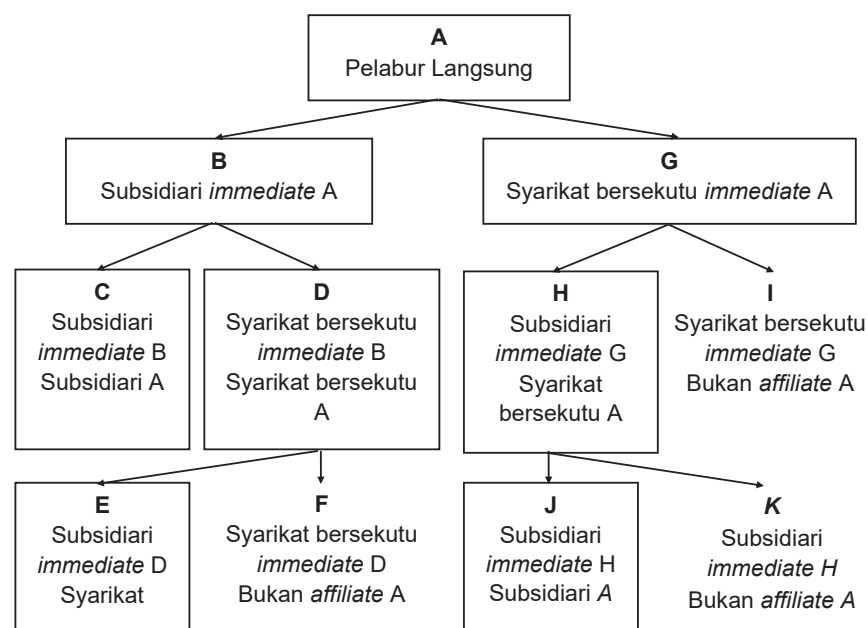 A
Pelabur Langsung
B
Subsidiari immediate A
G
Syarikat bersekutu immediate A
C
Subsidiari
immediate B
Subsidiari A
D
Syarikat bersekutu
immediate B
Syarikat bersekutu
A
H
Subsidiari
immediate G
Syarikat
bersekutu A
I
Syarikat bersekutu
immediate G
Bukan affiliate A
E
Subsidiari
immediate D
Syarikat
F
Syarikat bersekutu
immediate D
Bukan affiliate A
J
Subsidiari
immediate H
Subsidiari A
K
Subsidiari
immediate H
Bukan affiliate A